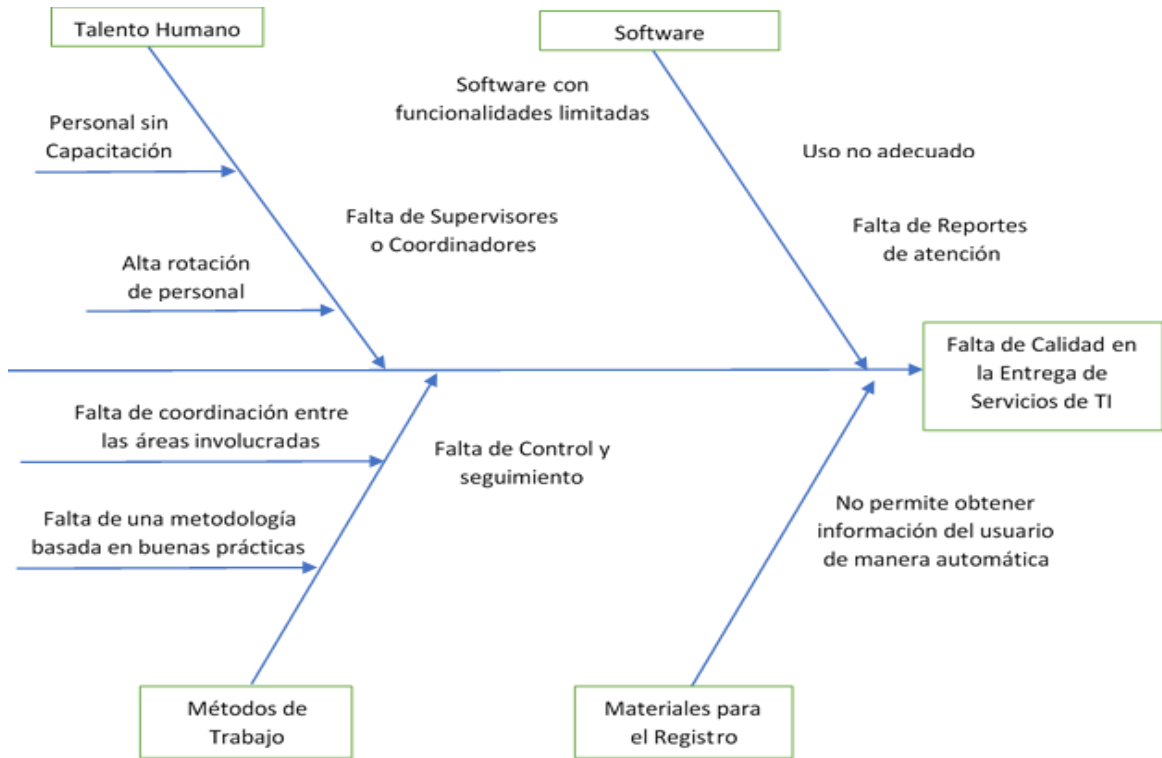 Talento Humano
Software
Software con
funcionalidades limitadas
Personal sin
Capacitación
Uso no adecuado
Falta de Supervisores
o Coordinadores
Falta de Reportes
de atención
Alta rotación
de personal
Falta de Calidad en
la Entrega de
Servicios de TI
Falta de coordinación entre
las áreas involucradas
Falta de Control y
seguimiento
Falta de una metodología
basada en buenas prácticas
No permite obtener
información del usuario
de manera automática
Métodos de
Trabajo
Materiales para
el Registro